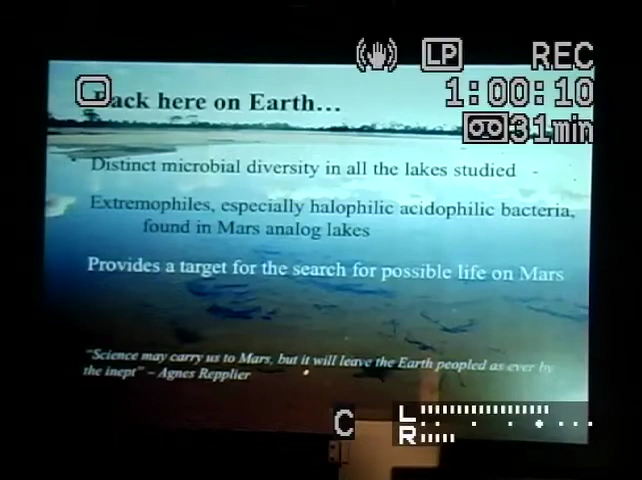 LP REC
1:00:10
31min
Back here on Earth...
Distinct microbial diversity in all the lakes studied
Extremophiles, especially halophilic acidophilic bacteria,
found in Mars analog lakes
Provides a target for the search for possible life on Mars
"Science may carry us to Mars, but it will leave the Earth peopled as ever by
the inept" – Agnes Repplier
C
L
R